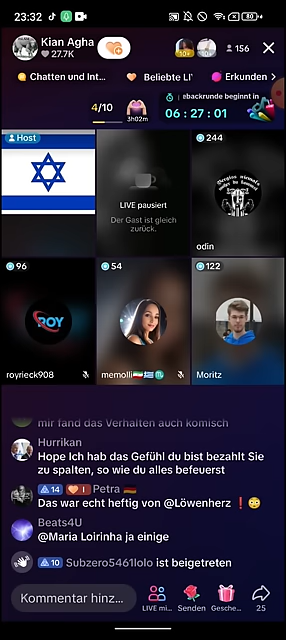 23:32
80
Kian Agha
27.7K
10+
156
Chatten und Int...
Beliebte LI
Erkunden
4/10
3h02m
ebackrunde beginnt in
06 : 27 : 01
Host
LIVE pausiert
Der Gast ist gleich
zurück.
244
odin
96
ROY
royrieck908
54
memolli
122
Moritz
mir fand das Verhalten auch komisch
Hurrikan
Hope Ich hab das Gefühl du bist bezahlt Sie
zu spalten, so wie du alles befeuerst
14 I Petra
Das war echt heftig von @Löwenherz ❗😳
Beats4U
@Maria Loirinha ja einige
10 Subzero5461lolo ist beigetreten
Kommentar hinz...
LIVE mi...
Senden
Gesche...
25